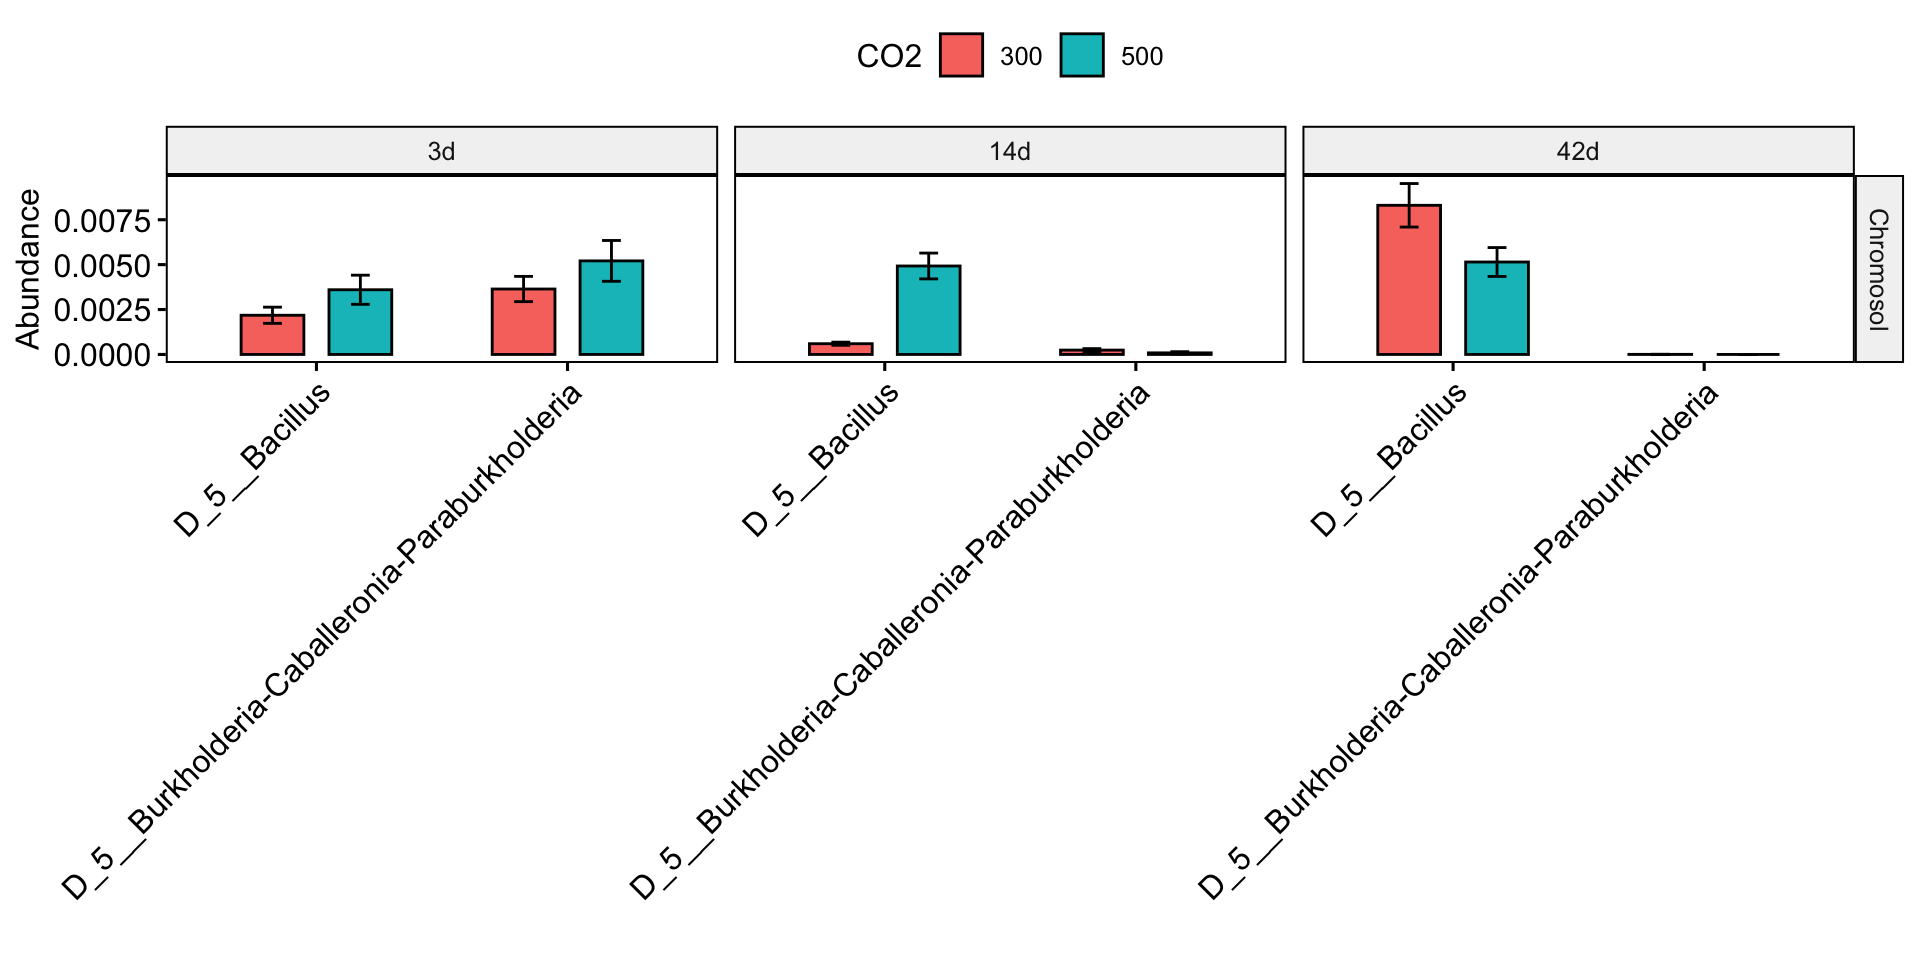 CO2 300 500
3d 14d 42d
Abundance
0.0075
0.0050
0.0025
0.0000
Chromosol
D_5__Bacillus
D_5__Burkholderia-Caballeronia-Paraburkholderia
D_5__Bacillus
D_5__Burkholderia-Caballeronia-Paraburkholderia
D_5__Bacillus
D_5__Burkholderia-Caballeronia-Paraburkholderia